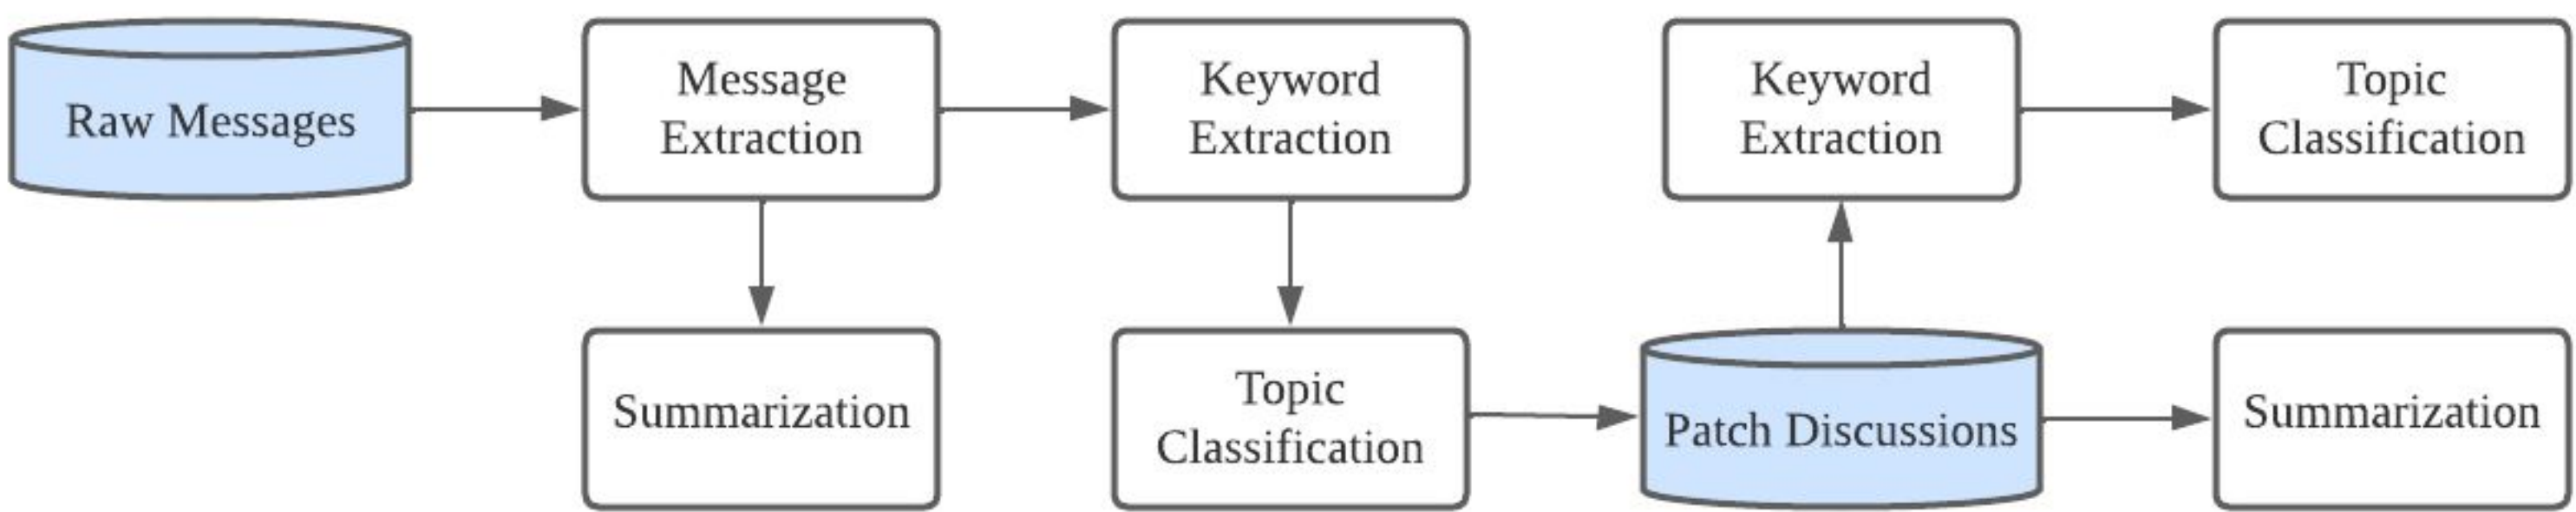 Raw Messages
Message
Extraction
Keyword
Extraction
Keyword
Extraction
Topic
Classification
Summarization
Topic
Classification
Patch Discussions
Summarization